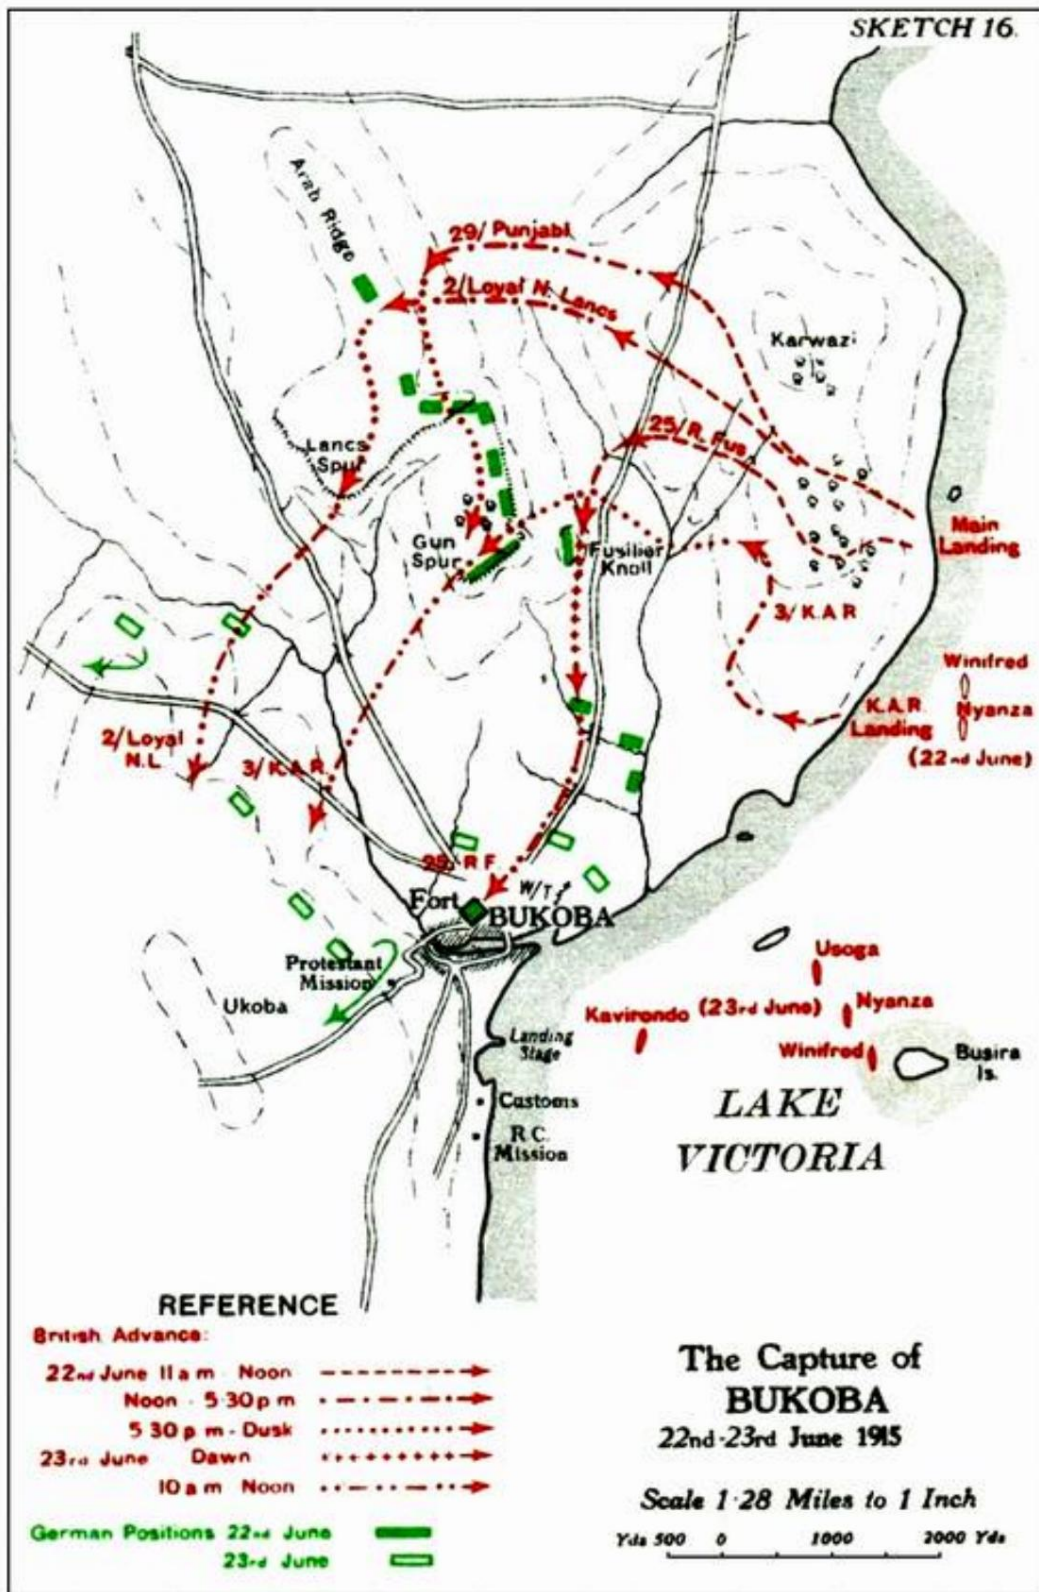 SKETCH 16.
Arab Ridge
29/Punjabi
2/Loyal N. Lancs
Karwazi
25/R. Fus
Lancs
Spur
Gun
Spur
Fusilier
Knoll
Main
Landing
3/K.A.R
Winifred
K.A.R.
Landing
Nyanza
(22nd June)
2/Loyal
N.L
3/K.A.R.
25/R F.
W/T
Fort
BUKOBA
Protestant
Mission
Ukoba
Usoga
Kavirondo (23rd June) Nyanza
Winifred
Busira
Is.
Landing
Stage
Customs
R.C.
Mission
LAKE
VICTORIA
REFERENCE
British Advance:
22nd June 11am - Noon
Noon - 5·30pm
5 30 pm - Dusk
23rd June Dawn
10am Noon
German Positions 22nd June
23rd June
The Capture of
BUKOBA
22nd-23rd June 1915
Scale 1·28 Miles to 1 Inch
Yds 500 0 1000 2000 Yds